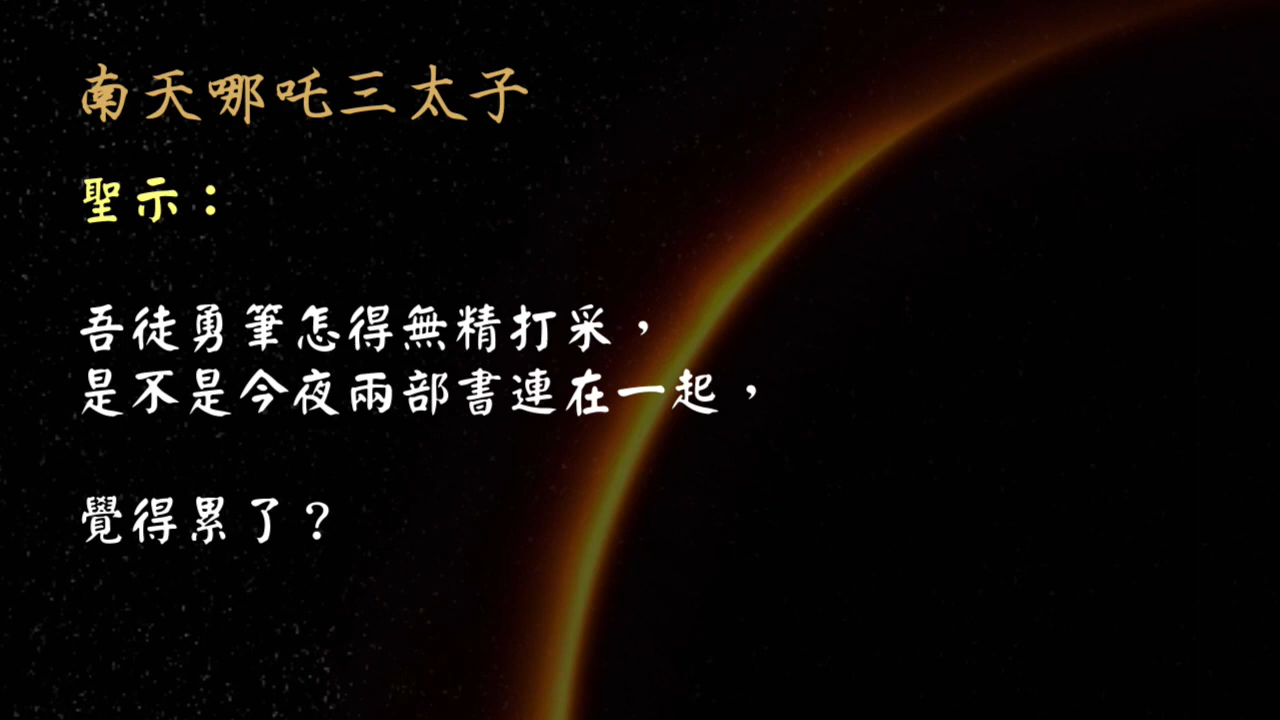 南天哪吒三太子
聖示：
吾徒勇筆怎得無精打采，
是不是今夜兩部書連在一起，
覺得累了？